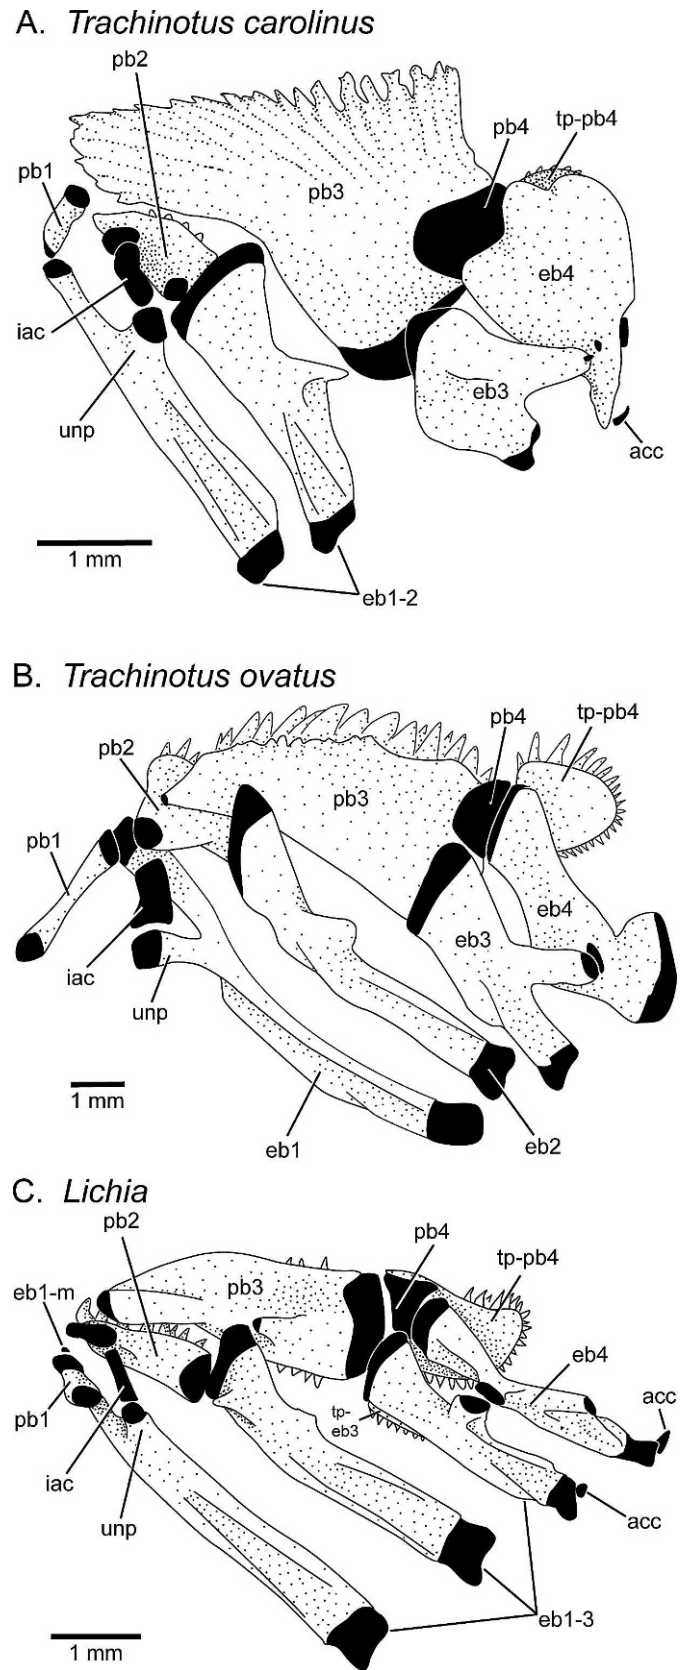 A. Trachinotus carolinus
pb2
pb4
tp-pb4
pb1
pb3
eb4
iac
eb3
unp
acc
1 mm
eb1-2
B. Trachinotus ovatus
pb4
tp-pb4
pb2
pb3
pb1
eb4
eb3
iac
unp
1 mm
eb1
eb2
C. Lichia
pb2
pb4
tp-pb4
eb1-m
pb3
pb2
eb4
acc
pb1
tp-
eb3
iac
unp
acc
eb1-3
1 mm